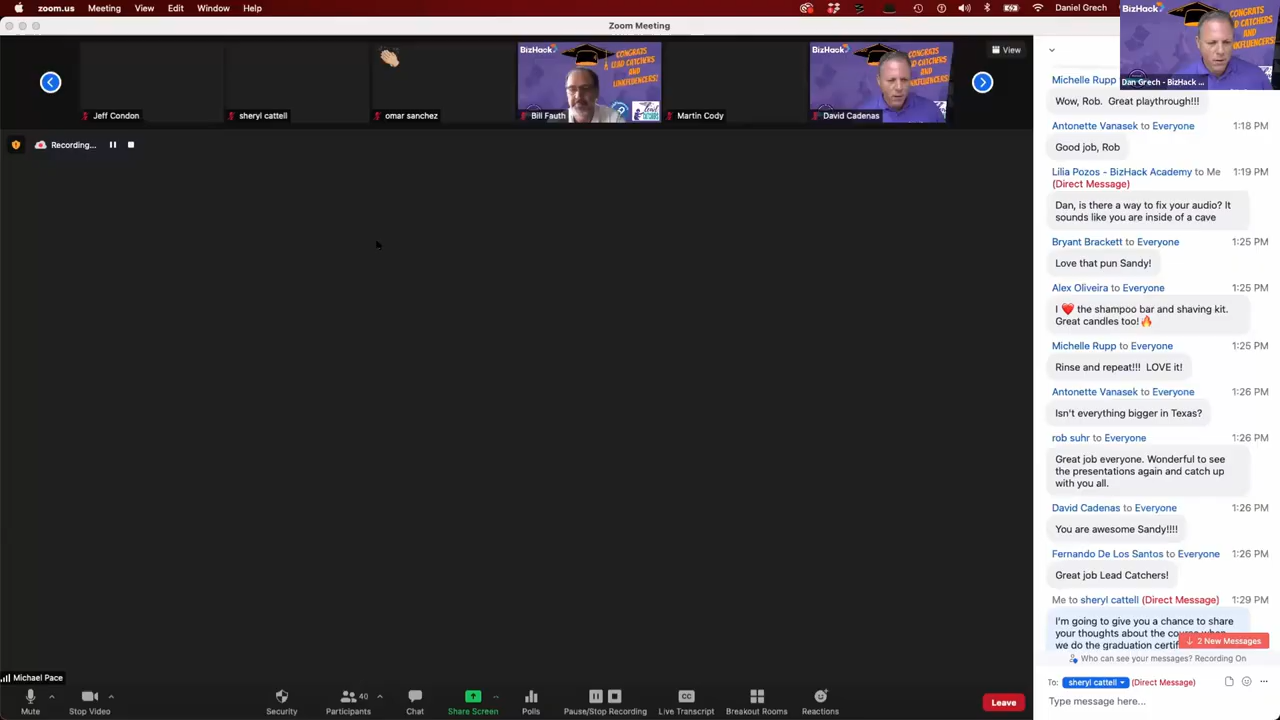 zoom.us Meeting View Edit Window Help Daniel Grech
Zoom Meeting
BizHack
CONGRATS
LEAD CATCHERS
Dan Grech - BizHack ...
BizHack
CONGRATS
LEAD CATCHERS
BizHack
CONGRATS
View
Jeff Condon
sheryl cattell
omar sanchez
Bill Fauth
Martin Cody
David Cadenas
Recording...
Michelle Rupp
Wow, Rob. Great playthrough!!!
Antonette Vanasek to Everyone 1:18 PM
Good job, Rob
Lilia Pozos - BizHack Academy to Me 1:19 PM
(Direct Message)
Dan, is there a way to fix your audio? It
sounds like you are inside of a cave
Bryant Brackett to Everyone 1:25 PM
Love that pun Sandy!
Alex Oliveira to Everyone 1:25 PM
I ❤️ the shampoo bar and shaving kit.
Great candles too!🔥
Michelle Rupp to Everyone 1:25 PM
Rinse and repeat!!! LOVE it!
Antonette Vanasek to Everyone 1:26 PM
Isn't everything bigger in Texas?
rob suhr to Everyone 1:26 PM
Great job everyone. Wonderful to see
the presentations again and catch up
with you all.
David Cadenas to Everyone 1:26 PM
You are awesome Sandy!!!!
Fernando De Los Santos to Everyone 1:26 PM
Great job Lead Catchers!
Me to sheryl cattell (Direct Message) 1:29 PM
I'm going to give you a chance to share
your thoughts about the course when
we do the graduation certif
2 New Messages
Who can see your messages? Recording On
To: sheryl cattell (Direct Message)
Type message here...
Michael Pace
Mute
Stop Video
Security
Participants 40
Chat
Share Screen
Polls
Pause/Stop Recording
Live Transcript
Breakout Rooms
Reactions
Leave